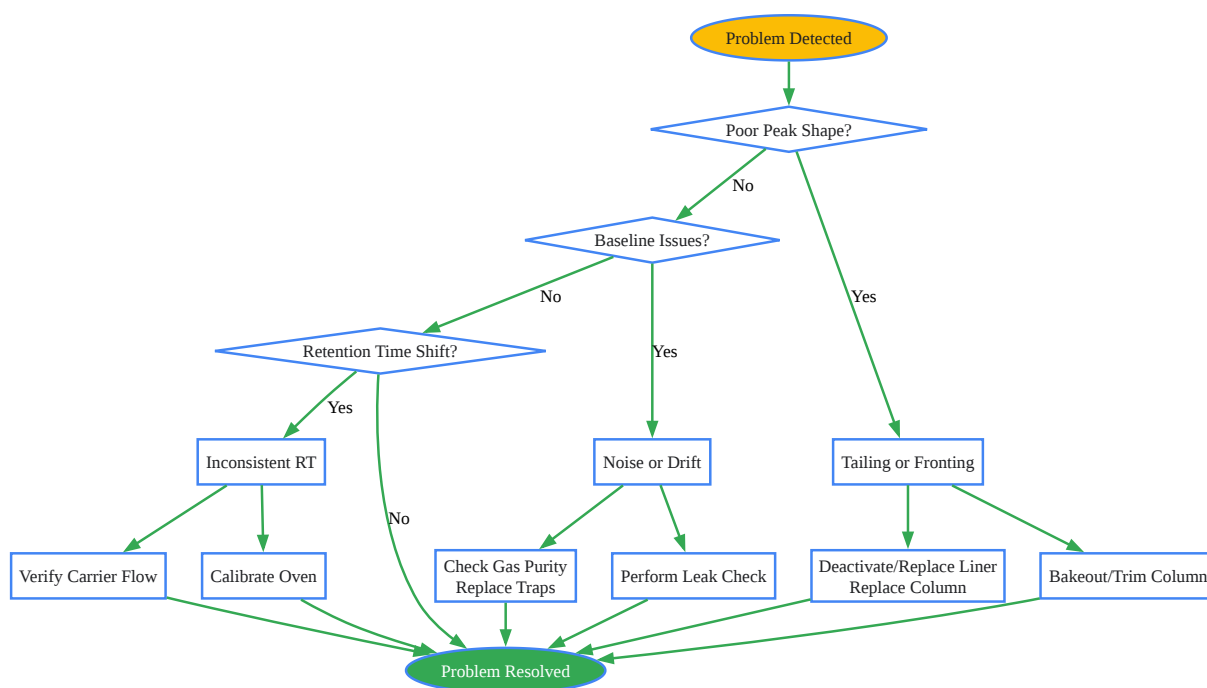 Problem Detected
Poor Peak Shape?
No
Baseline Issues?
No
Yes
Retention Time Shift?
Yes
Yes
Inconsistent RT
Noise or Drift
Tailing or Fronting
No
Verify Carrier Flow
Calibrate Oven
Check Gas Purity
Replace Traps
Perform Leak Check
Deactivate/Replace Liner
Replace Column
Bakeout/Trim Column
Problem Resolved